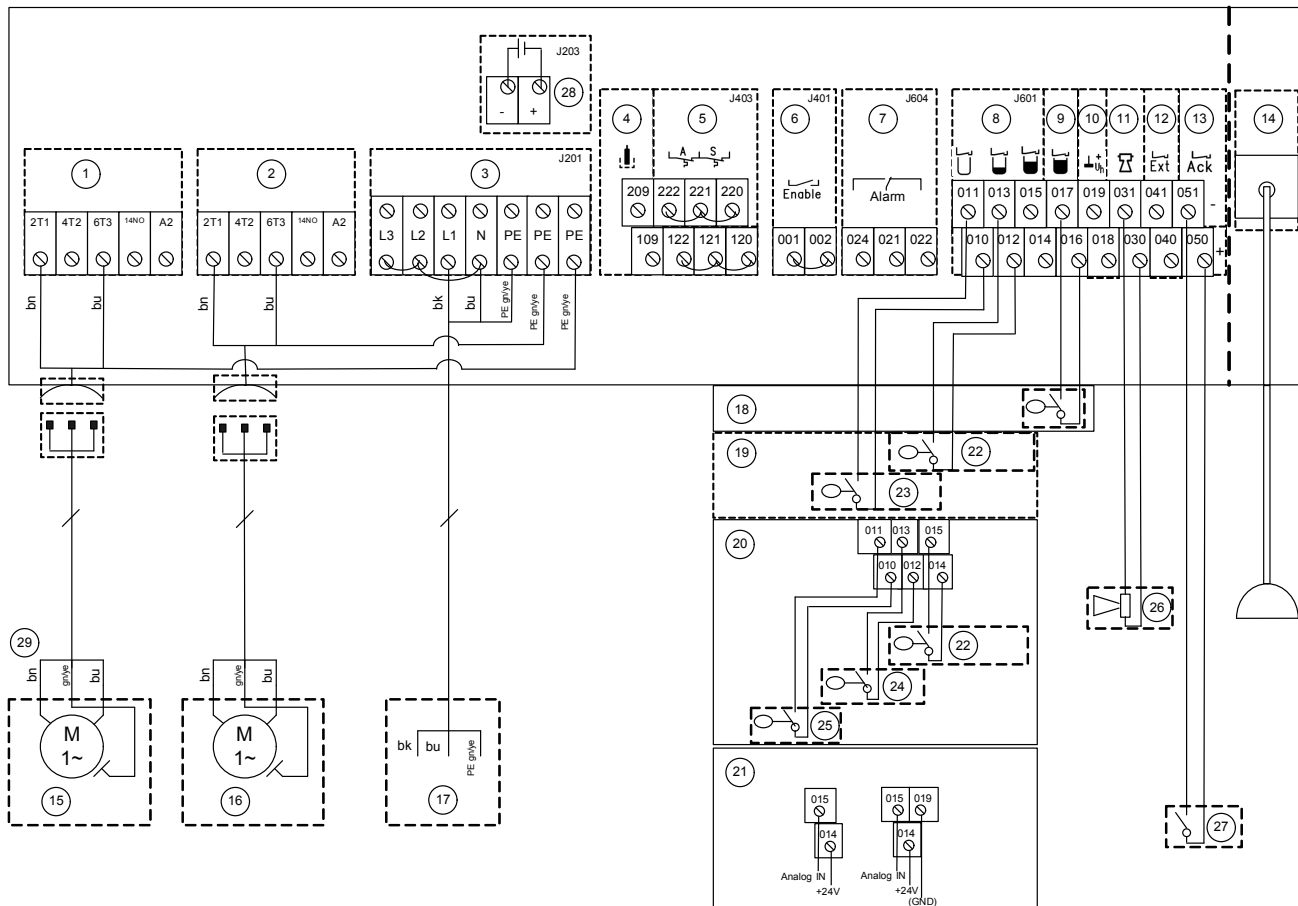 J203
28
- +
1
2
3
J201
4
5
J403
A S
6
J401
Enable
7
J604
Alarm
J601
8
9
10
11
12
13
14
+
Uh
Ext
Ack
2T1 4T2 6T3 14NO A2
2T1 4T2 6T3 14NO A2
L3 L2 L1 N PE PE PE
209 222 221 220
109 122 121 120
001 002
024 021 022
011 013 015 017 019 031 041 051 -
010 012 014 016 018 030 040 050 +
bn
bu
bn
bu
bk
bu
PE gn/ye
PE gn/ye
PE gn/ye
18
19
22
23
20
011 013 015
010 012 014
22
24
25
26
27
29
bn
gn/ye
bu
M
1~
15
bn
gn/ye
bu
M
1~
16
bk
bu
PE gn/ye
17
21
015
014
Analog IN
+24V
015 019
014
Analog IN
+24V
(GND)